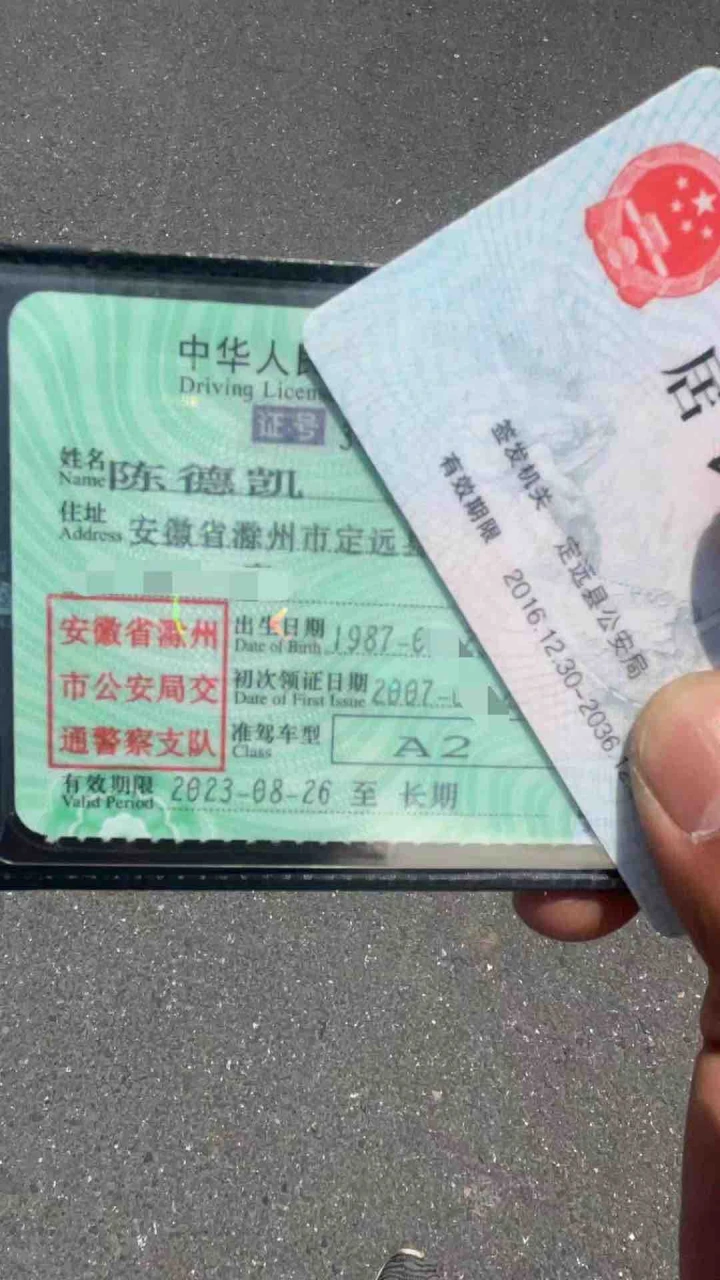 中华人
Driving Licen
证号
姓名
Name 陈德凯
住址
Address 安徽省滁州市定远县
安徽省滁州
市公安局交
通警察支队
出生日期
Date of Birth 1987-
初次领证日期
Date of First Issue 2007-
准驾车型
Class A2
有效期限
Valid Period 2023-08-26 至 长期
居
签发机关 定远县公安局
有效期限 2016.12.30-2036.